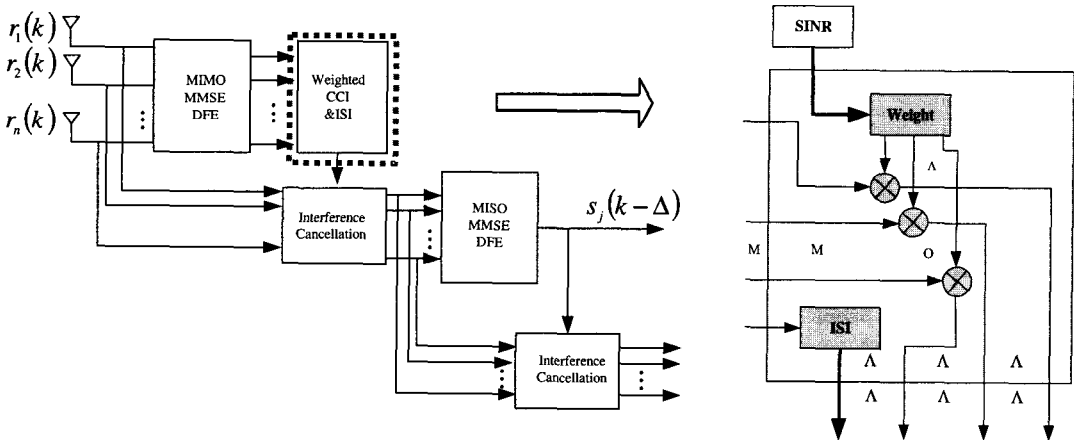 r₁(k)
r₂(k)
rₙ(k)
MIMO
MMSE
DFE
Weighted
CCI
&ISI
Interference
Cancellation
MISO
MMSE
DFE
sⱼ(k − Δ)
Interference
Cancellation
SINR
Weight
Λ
M M O
ISI
Λ Λ Λ
Λ Λ Λ